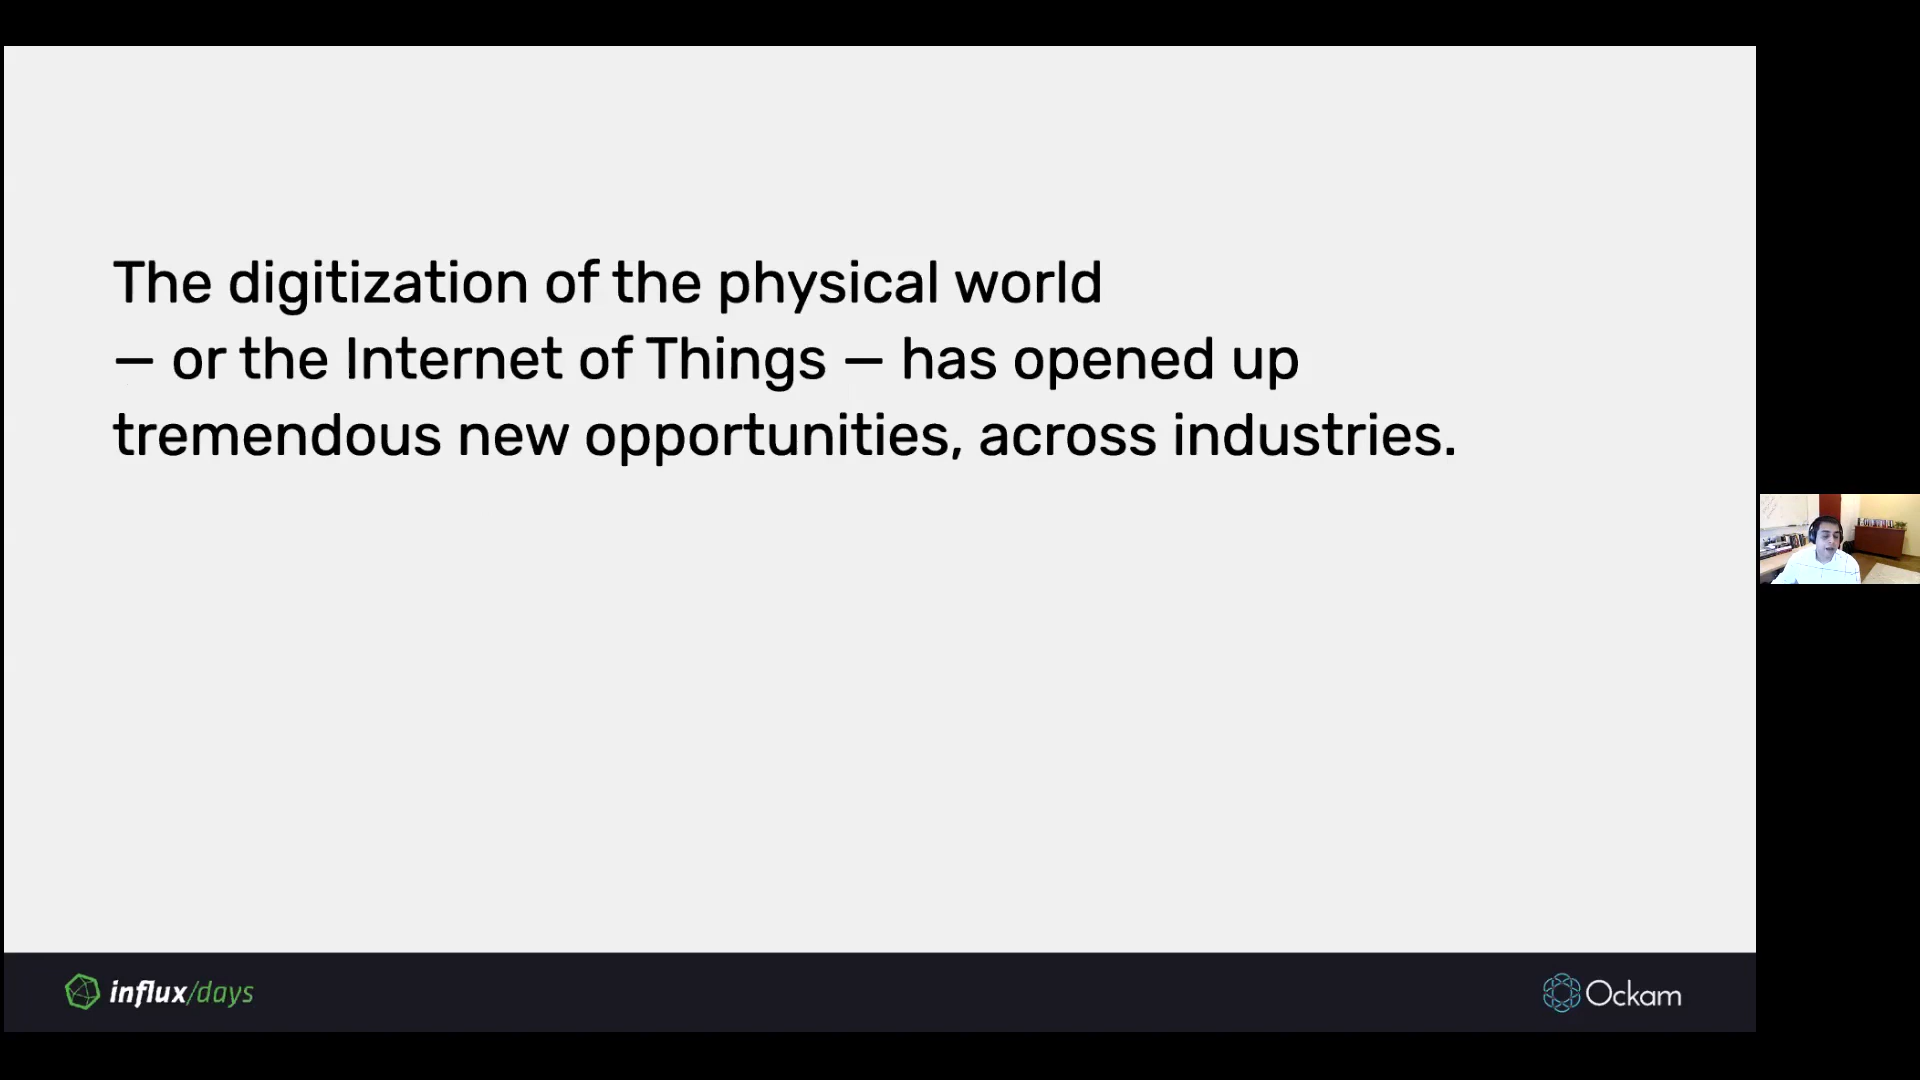 The digitization of the physical world
— or the Internet of Things — has opened up
tremendous new opportunities, across industries.
influx/days
Ockam